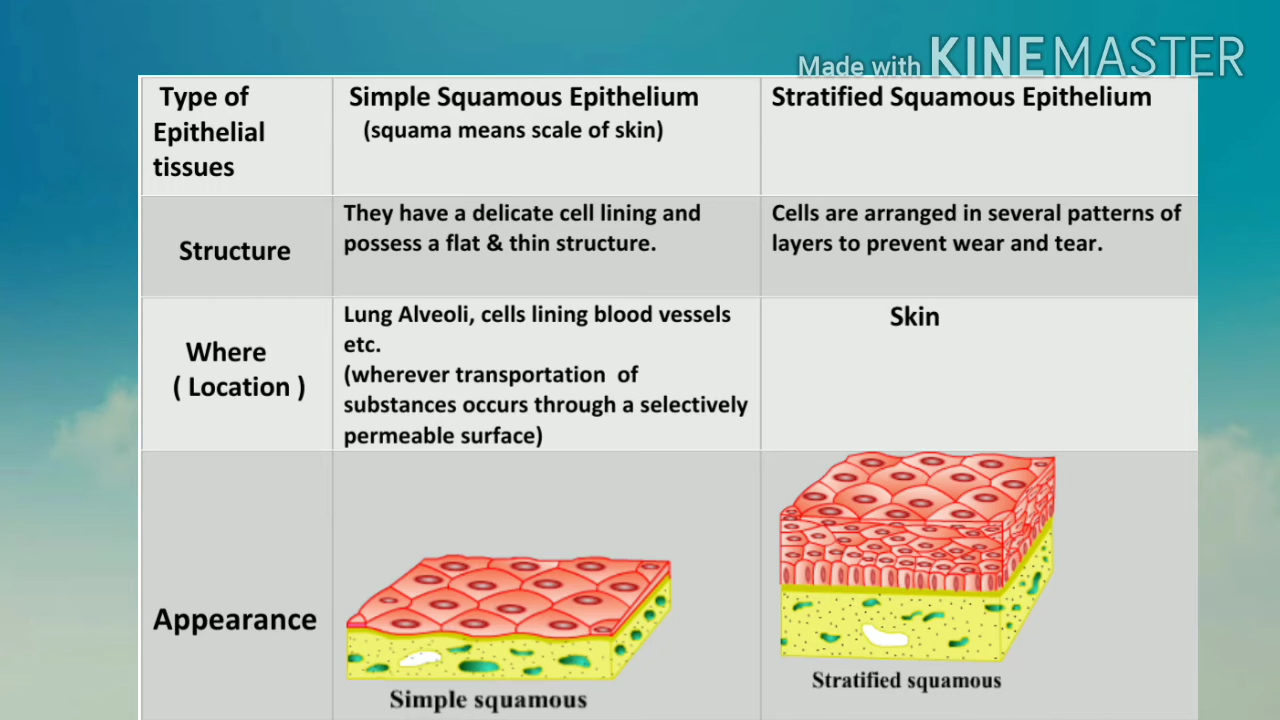 Made with KINEMASTER
Type of
Epithelial
tissues
Simple Squamous Epithelium
(squama means scale of skin)
Stratified Squamous Epithelium
Structure
They have a delicate cell lining and
possess a flat & thin structure.
Cells are arranged in several patterns of
layers to prevent wear and tear.
Where
( Location )
Lung Alveoli, cells lining blood vessels
etc.
(wherever transportation of
substances occurs through a selectively
permeable surface)
Skin
Appearance
Simple squamous
Stratified squamous